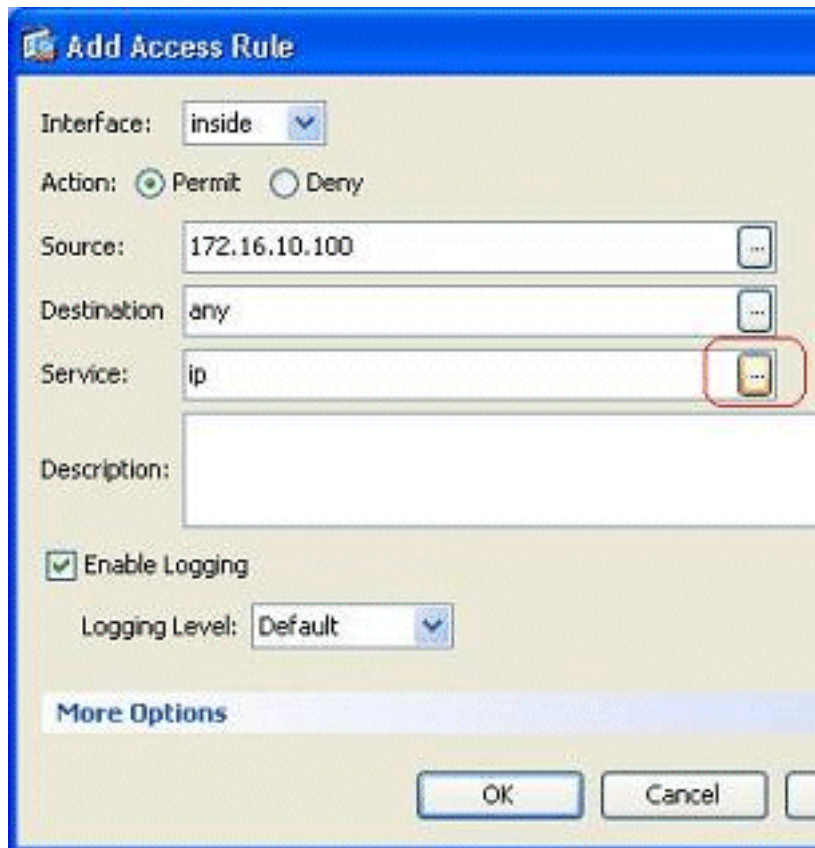 Add Access Rule
Interface: inside
Action: Permit Deny
Source: 172.16.10.100 ...
Destination any ...
Service: ip ...
Description:
Enable Logging
Logging Level: Default
More Options
OK Cancel